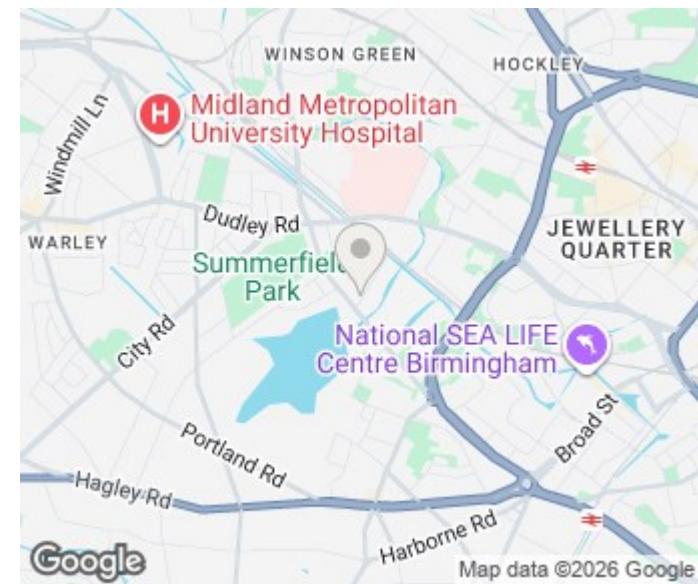 WINSON GREEN
HOCKLEY
H
Midland Metropolitan
University Hospital
Windmill Ln
Dudley Rd
WARLEY
JEWELLERY
QUARTER
Summerfield
Park
City Rd
National SEA LIFE
Centre Birmingham
Broad St
Portland Rd
Hagley Rd
Harborne Rd
Google
Map data ©2026 Google